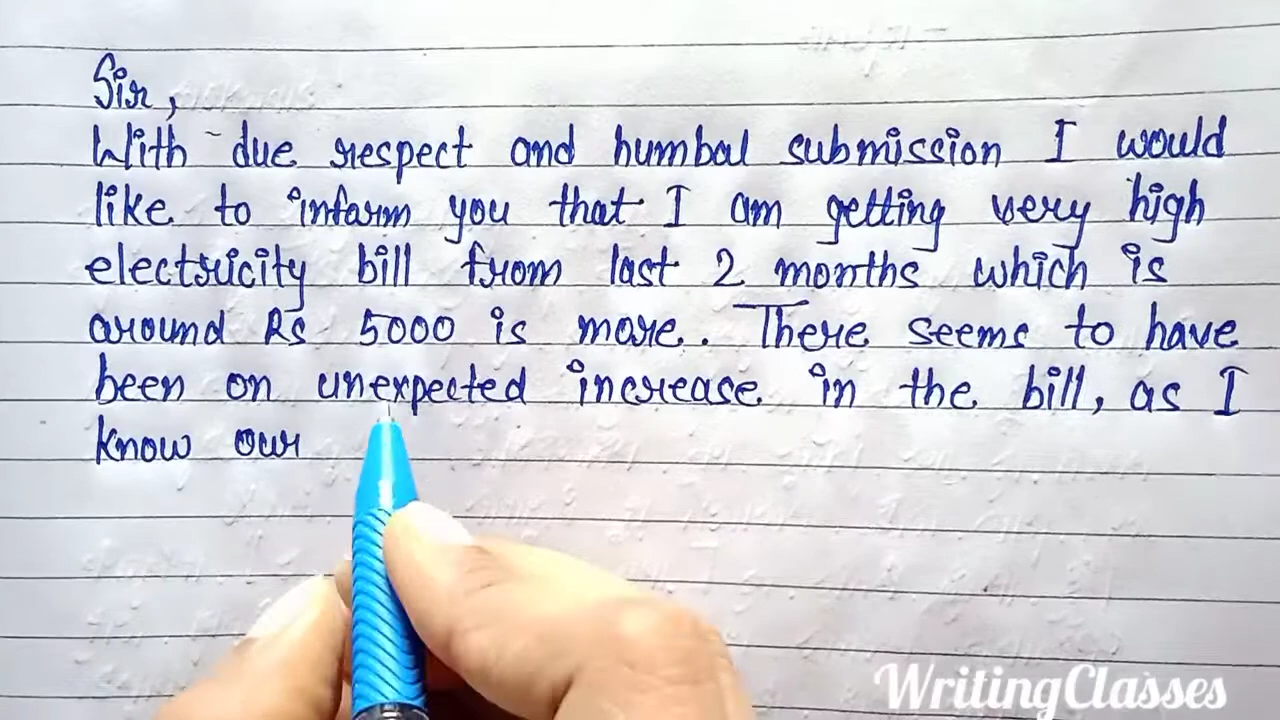 Sir,
With due respect and humbal submission I would
like to infarm you that I am getting very high
electricity bill from last 2 months which is
around Rs 5000 is more. There seems to have
been on unexpected increase in the bill, as I
know our
WritingClasses